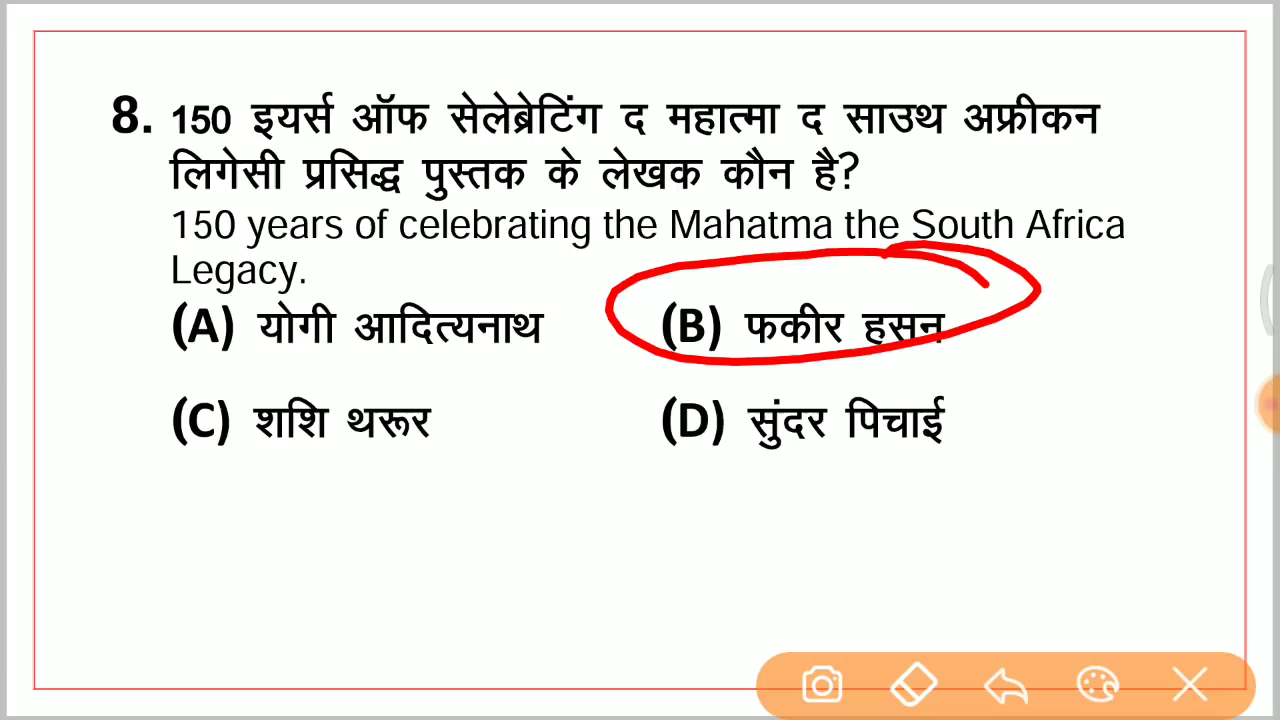 8. 150 इयर्स ऑफ सेलेब्रेटिंग द महात्मा द साउथ अफ्रीकन
लिगेसी प्रसिद्ध पुस्तक के लेखक कौन है?
150 years of celebrating the Mahatma the South Africa
Legacy.
(A) योगी आदित्यनाथ (B) फकीर हसन
(C) शशि थरूर (D) सुंदर पिचाई